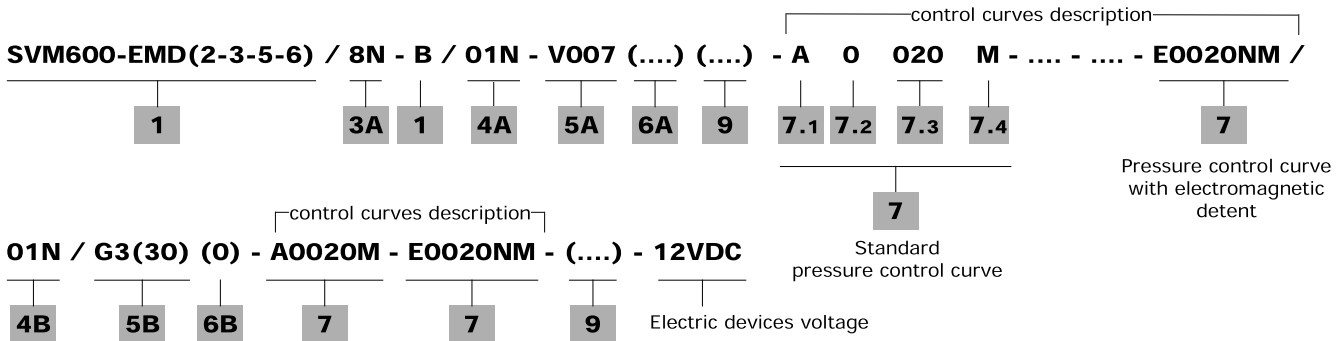 control curves description
SVM600-EMD(2-3-5-6) / 8N - B / 01N - V007 (....) (....) - A 0 020 M - .... - .... - E0020NM /
1 3A 1 4A 5A 6A 9 7.1 7.2 7.3 7.4 7
Pressure control curve
with electromagnetic
detent
7
Standard
pressure control curve
control curves description
01N / G3(30) (0) - A0020M - E0020NM - (....) - 12VDC
4B 5B 6B 7 7 9 Electric devices voltage